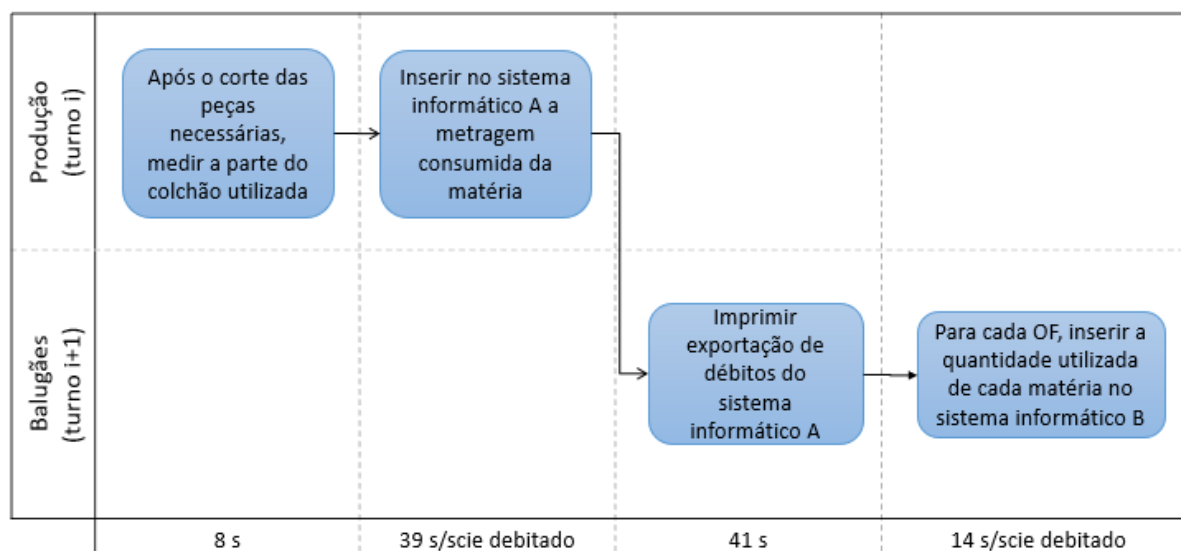 Produção
(turno i)
Após o corte das
peças
necessárias,
medir a parte do
colchão utilizada
Inserir no sistema
informático A a
metragem
consumida da
matéria
Balugães
(turno i+1)
Imprimir
exportação de
débitos do
sistema
informático A
Para cada OF, inserir a
quantidade utilizada
de cada matéria no
sistema informático B
8 s
39 s/scie debitado
41 s
14 s/scie debitado